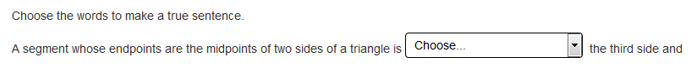 Choose the words to make a true sentence.
A segment whose endpoints are the midpoints of two sides of a triangle is Choose... the third side and